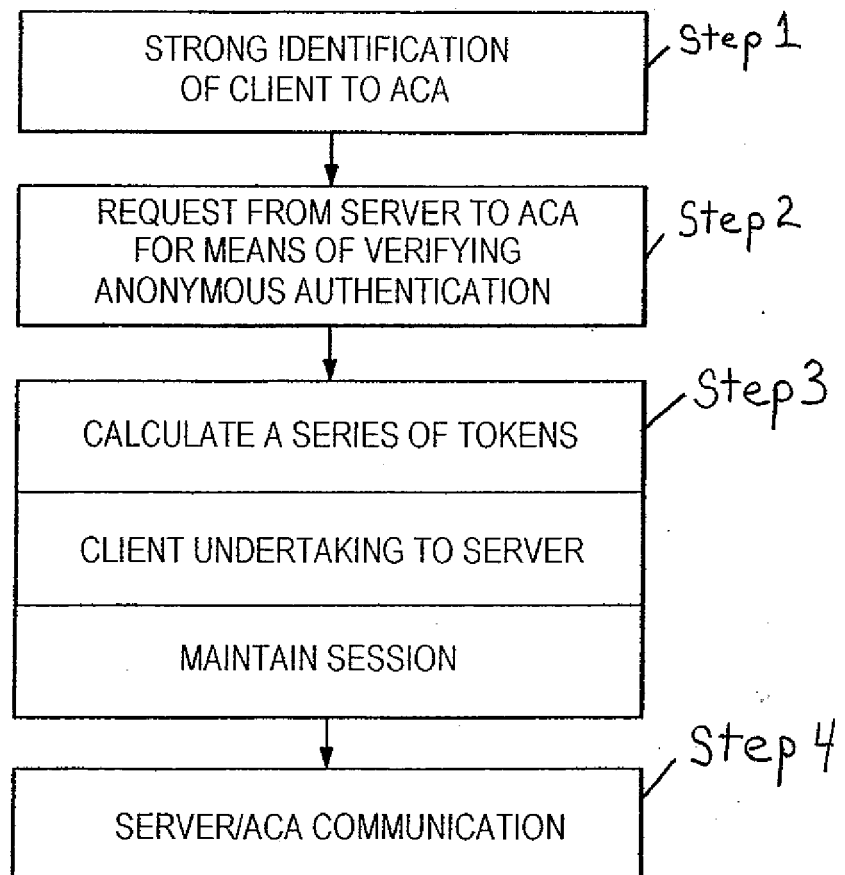 STRONG IDENTIFICATION
OF CLIENT TO ACA
Step 1
REQUEST FROM SERVER TO ACA
FOR MEANS OF VERIFYING
ANONYMOUS AUTHENTICATION
Step 2
CALCULATE A SERIES OF TOKENS
Step 3
CLIENT UNDERTAKING TO SERVER
MAINTAIN SESSION
SERVER/ACA COMMUNICATION
Step 4